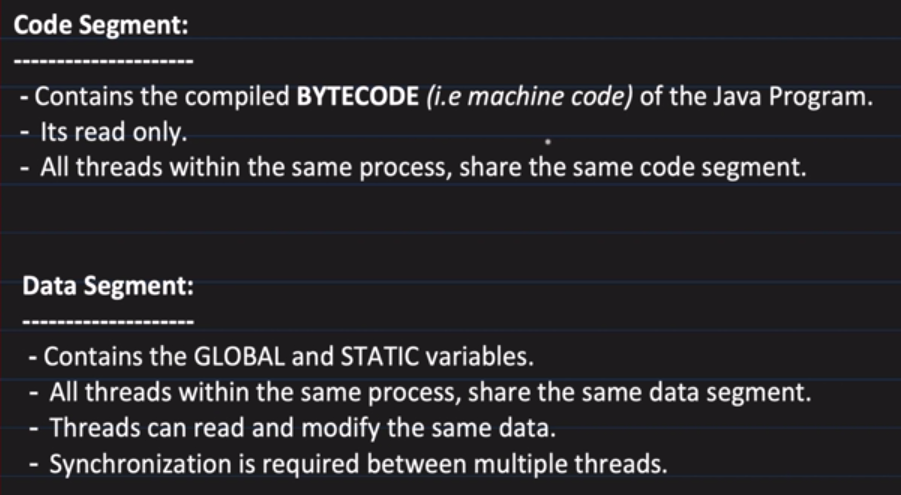 Code Segment:
---------------------
- Contains the compiled BYTECODE (i.e machine code) of the Java Program.
- Its read only.
- All threads within the same process, share the same code segment.
Data Segment:
--------------------
- Contains the GLOBAL and STATIC variables.
- All threads within the same process, share the same data segment.
- Threads can read and modify the same data.
- Synchronization is required between multiple threads.